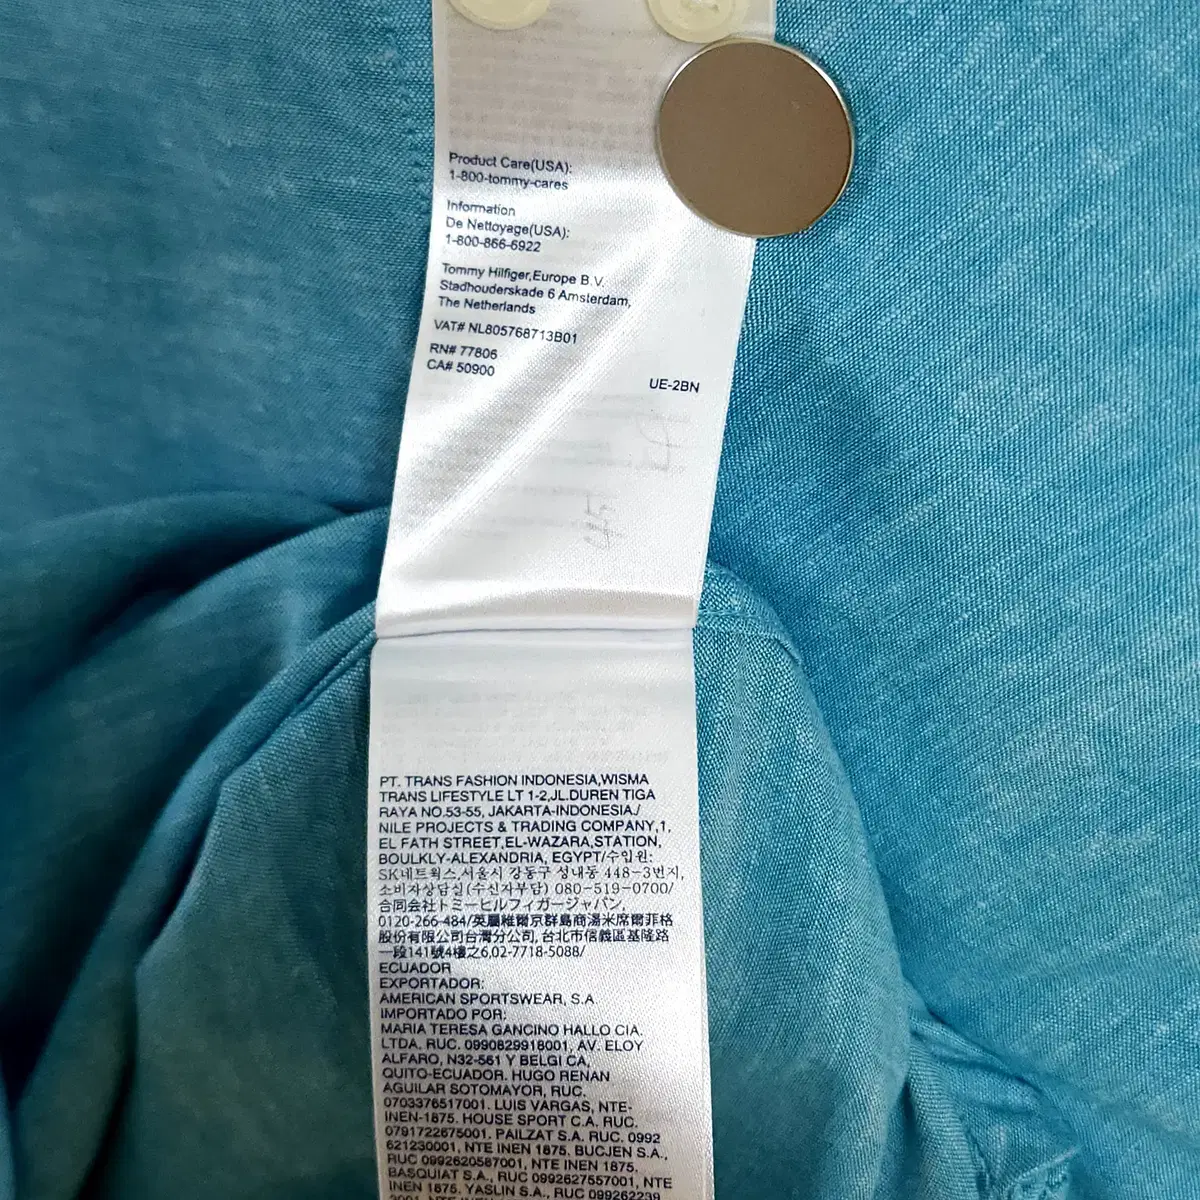 Product Care(USA):
1-800-tommy-cares
Information
De Nettoyage(USA):
1-800-866-6922
Tommy Hilfiger,Europe B.V.
Stadhouderskade 6 Amsterdam,
The Netherlands
VAT# NL805768713B01
RN# 77806
CA# 50900
UE-2BN
45
PT. TRANS FASHION INDONESIA,WISMA
TRANS LIFESTYLE LT 1-2,JL.DUREN TIGA
RAYA NO.53-55, JAKARTA-INDONESIA./
NILE PROJECTS & TRADING COMPANY,1,
EL FATH STREET,EL-WAZARA,STATION,
BOULKLY-ALEXANDRIA, EGYPT/수입원:
SK네트웍스,서울시 강동구 성내동 448-3번지,
소비자상담실(수신자부담) 080-519-0700/
合同会社トミーヒルフィガージャパン,
0120-266-484/英屬維爾京群島商湯米席爾菲格
股份有限公司台灣分公司, 台北市信義區基隆路
一段141號4樓之6,02-7718-5088/
ECUADOR
EXPORTADOR:
AMERICAN SPORTSWEAR, S.A.
IMPORTADO POR:
MARIA TERESA GANCINO HALLO CIA.
LTDA. RUC. 0990829918001, AV. ELOY
ALFARO, N32-561 Y BELGI CA,
QUITO-ECUADOR. HUGO RENAN
AGUILAR SOTOMAYOR, RUC.
0703376517001. LUIS VARGAS, NTE-
INEN-1875. HOUSE SPORT C.A. RUC.
0791722675001. PAILZAT S.A. RUC. 0992
621230001, NTE INEN 1875. BUCJEN S.A.,
RUC 0992620587001, NTE INEN 1875.
BASQUIAT S.A., RUC 0992627557001, NTE
INEN 1875. YASLIN S.A., RUC 099262239